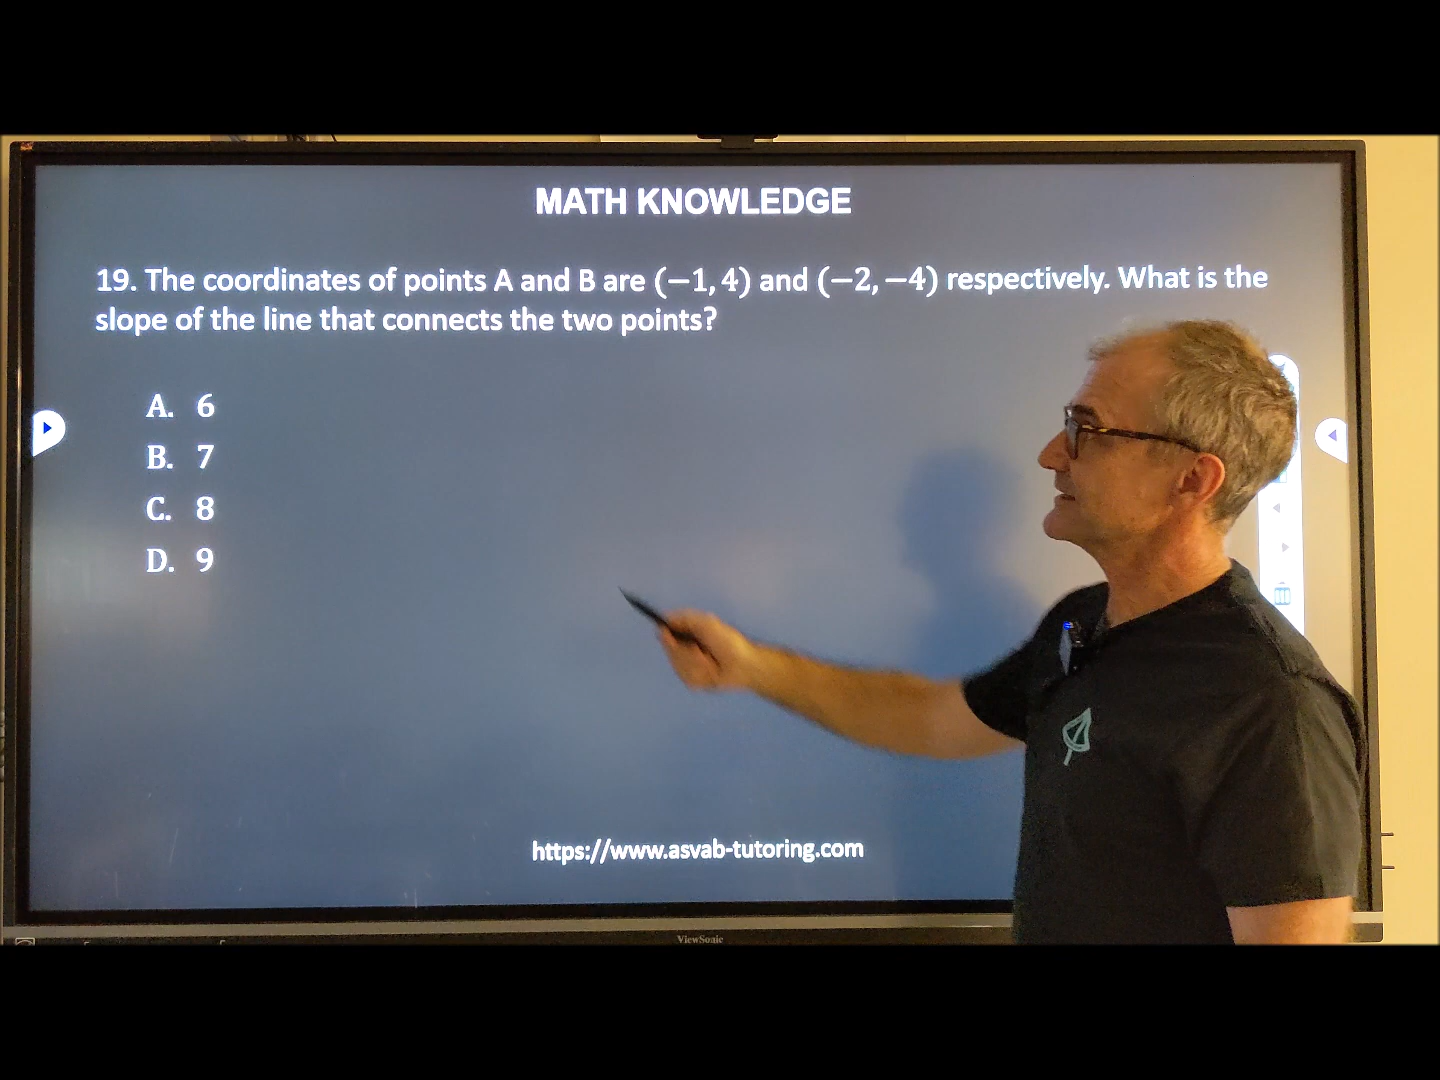 MATH KNOWLEDGE
19. The coordinates of points A and B are (−1, 4) and (−2, −4) respectively. What is the
slope of the line that connects the two points?
A. 6
B. 7
C. 8
D. 9
https://www.asvab-tutoring.com
ViewSonic